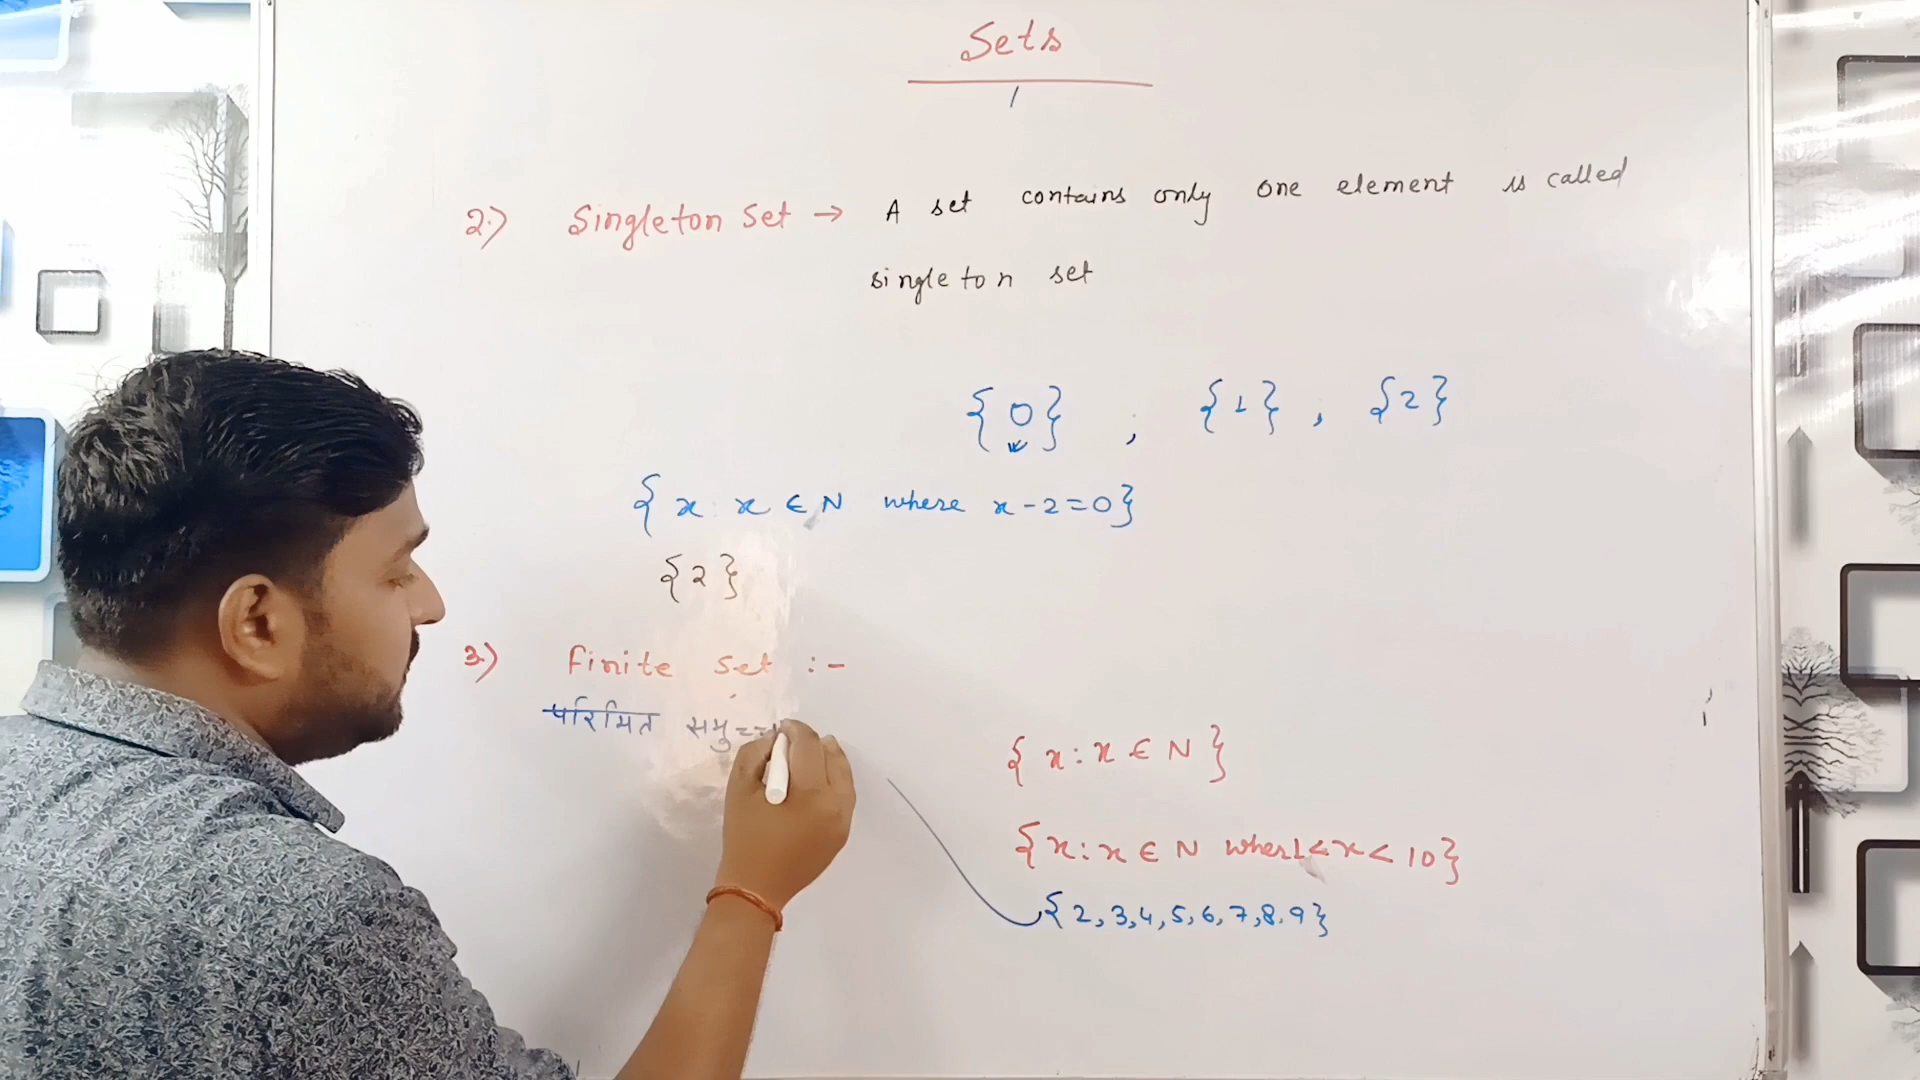 Sets
2.) Singleton Set → A set contains only one element is called
singleton set
{0} , {1} , {2}
{x : x ∈ N where x-2=0}
{2}
3.) Finite set :-
परिमित
{x : x ∈ N}
{x : x ∈ N wher 1<x<10}
{2,3,4,5,6,7,8,9}